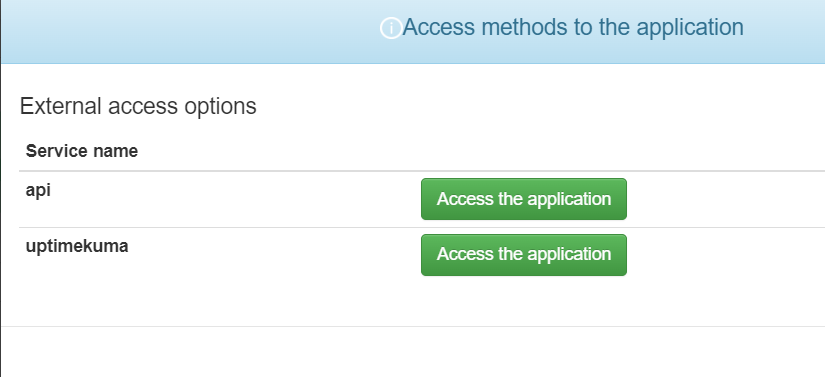 Access methods to the application
External access options
Service name
api
Access the application
uptimekuma
Access the application